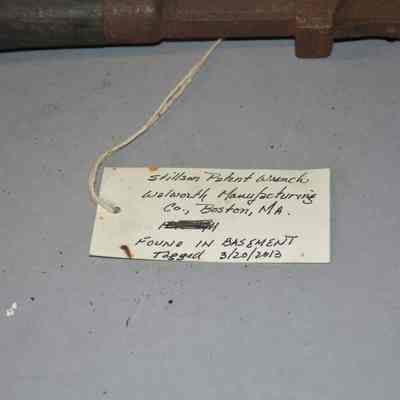 Stillson Patent Wrench
Walworth Manufacturing
Co., Boston, MA.
FOUND IN BASEMENT
Tagged 3/20/2013